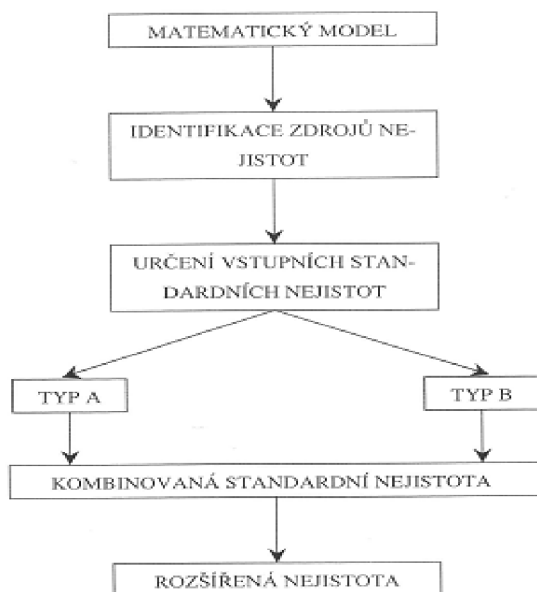 MATEMATICKÝ MODEL
IDENTIFIKACE ZDROJŮ NE-
JISTOT
URČENÍ VSTUPNÍCH STAN-
DARDNÍCH NEJISTOT
TYP A
TYP B
KOMBINOVANÁ STANDARDNÍ NEJISTOTA
ROZŠÍŘENÁ NEJISTOTA